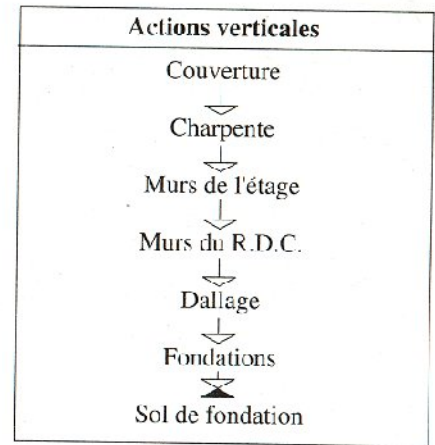 Actions verticales
Couverture
Charpente
Murs de l'étage
Murs du R.D.C.
Dallage
Fondations
Sol de fondation